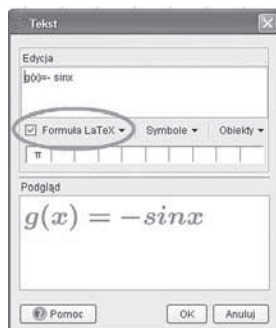 Tekst
Edycja
g(x)=- sinx
Formuła LaTeX Symbole Obiekty
π
Podgląd
g(x) = −sinx
Pomoc OK Anuluj